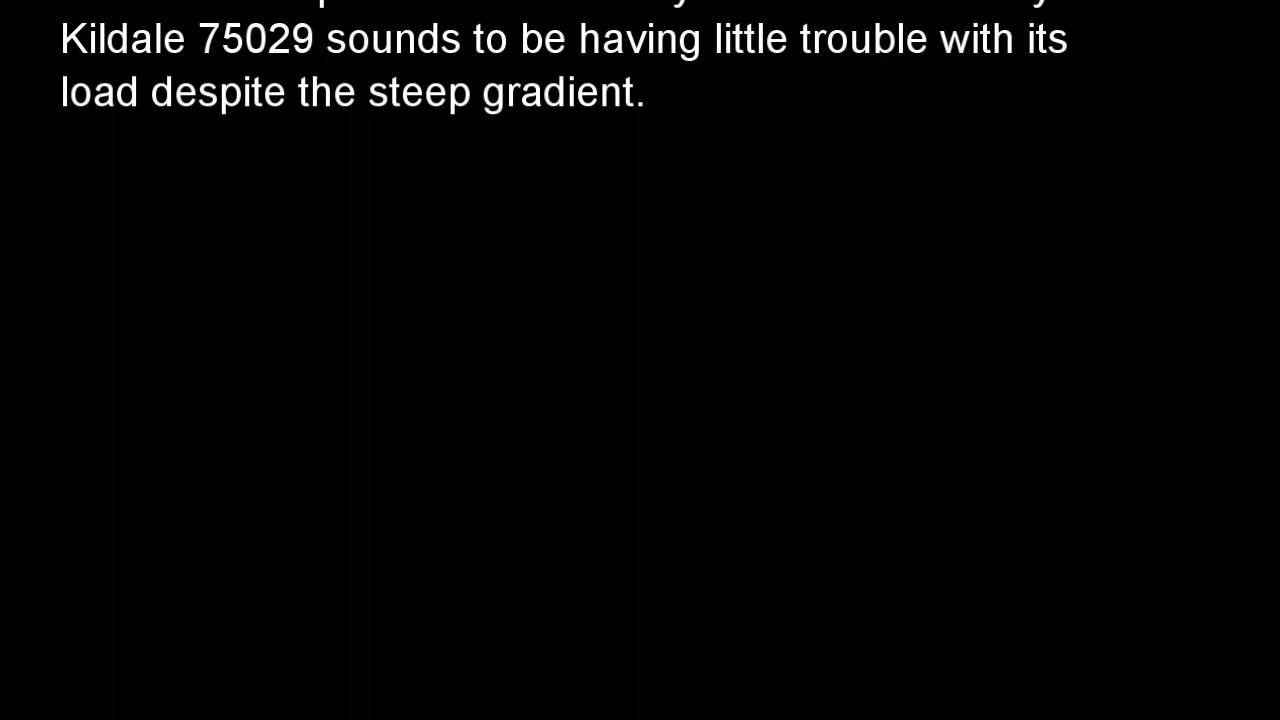 Kildale 75029 sounds to be having little trouble with its
load despite the steep gradient.